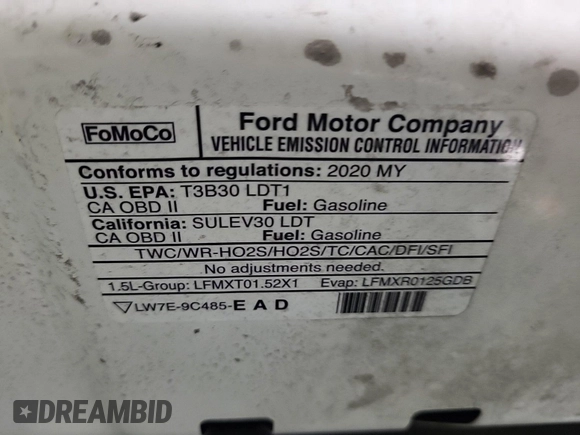 FoMoCo
Ford Motor Company
VEHICLE EMISSION CONTROL INFORMATION
Conforms to regulations: 2020 MY
U.S. EPA: T3B30 LDT1
CA OBD II Fuel: Gasoline
California: SULEV30 LDT
CA OBD II Fuel: Gasoline
TWC/WR-HO2S/HO2S/TC/CAC/DFI/SFI
No adjustments needed.
1.5L-Group: LFMXT01.52X1 Evap: LFMXR0125GDB
LW7E-9C485-E A D
DREAMBID